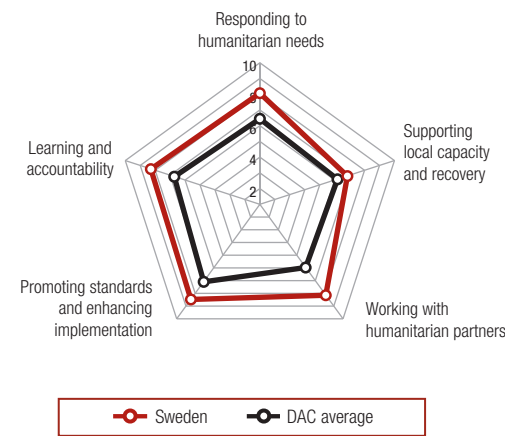 Responding to
humanitarian needs
10
8
6
4
2
Learning and
accountability
Supporting
local capacity
and recovery
Promoting standards
and enhancing
implementation
Working with
humanitarian partners
Sweden
DAC average